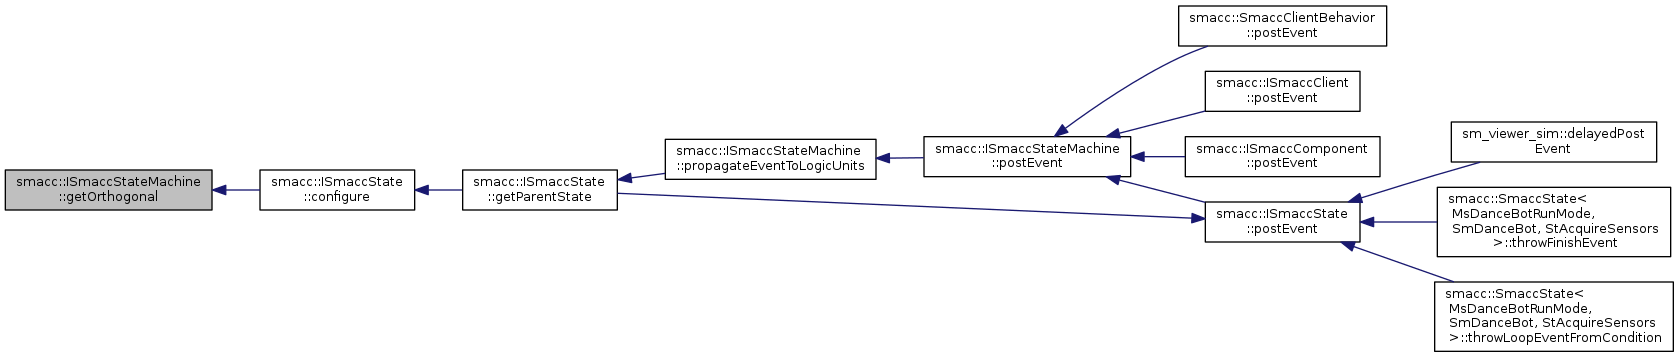 smacc::ISmaccStateMachine
::getOrthogonal
smacc::ISmaccState
::configure
smacc::ISmaccState
::getParentState
smacc::ISmaccStateMachine
::propagateEventToLogicUnits
smacc::ISmaccStateMachine
::postEvent
smacc::SmaccClientBehavior
::postEvent
smacc::ISmaccClient
::postEvent
smacc::ISmaccComponent
::postEvent
smacc::ISmaccState
::postEvent
sm_viewer_sim::delayedPost
Event
smacc::SmaccState<
MsDanceBotRunMode,
SmDanceBot, StAcquireSensors
>::throwFinishEvent
smacc::SmaccState<
MsDanceBotRunMode,
SmDanceBot, StAcquireSensors
>::throwLoopEventFromCondition